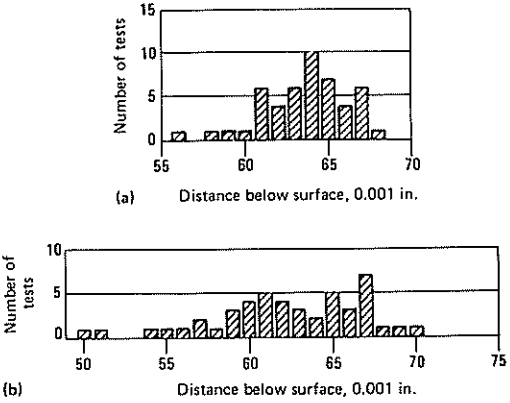 15
10
5
0
Number of tests
55 60 65 70
(a) Distance below surface, 0.001 in.
10
5
0
Number of
tests
50 55 60 65 70 75
(b) Distance below surface, 0.001 in.